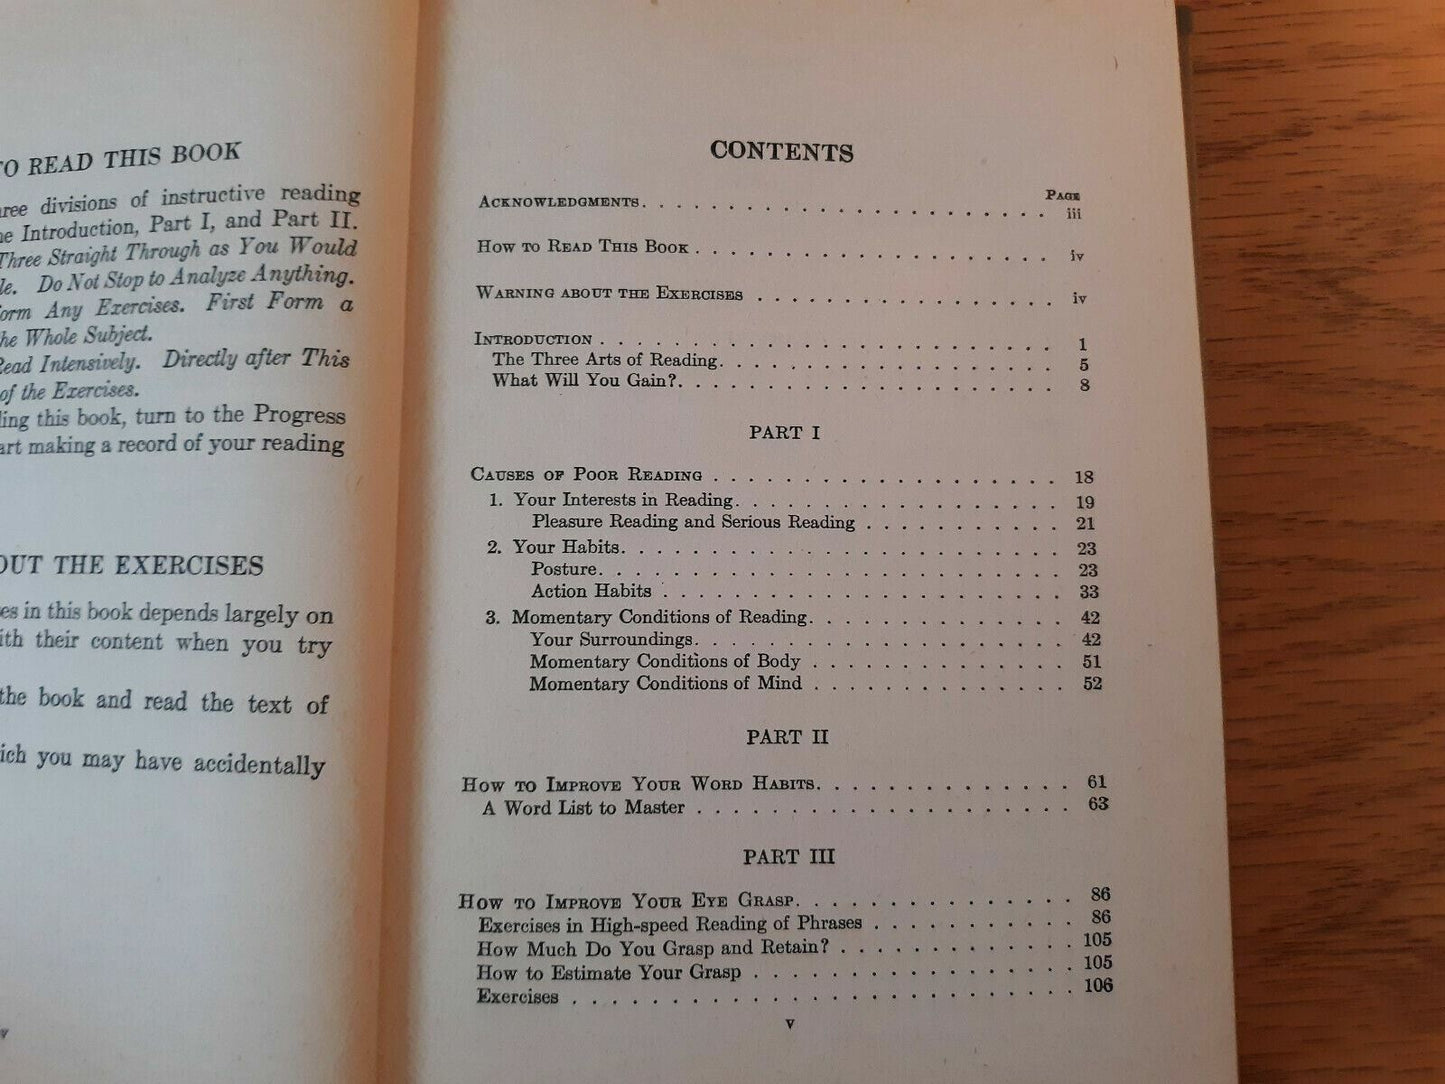 TO READ THIS BOOK
three divisions of instructive reading
Introduction, Part I, and Part II.
Three Straight Through as You Would
Do Not Stop to Analyze Anything.
Any Exercises. First Form a
the Whole Subject.
Read Intensively. Directly after This
of the Exercises.
this book, turn to the Progress
making a record of your reading
OUT THE EXERCISES
in this book depends largely on
with their content when you try
the book and read the text of
which you may have accidentally
CONTENTS
PAGE
ACKNOWLEDGMENTS. . . . . . . . . . . . . . . . . . . . . . . iii
HOW TO READ THIS BOOK . . . . . . . . . . . . . . . . . . . . iv
WARNING ABOUT THE EXERCISES . . . . . . . . . . . . . . . . . iv
INTRODUCTION . . . . . . . . . . . . . . . . . . . . . . . . . 1
The Three Arts of Reading. . . . . . . . . . . . . . . . . . . 5
What Will You Gain?. . . . . . . . . . . . . . . . . . . . . . 8
PART I
CAUSES OF POOR READING . . . . . . . . . . . . . . . . . . . . 18
1. Your Interests in Reading. . . . . . . . . . . . . . . . . . 19
Pleasure Reading and Serious Reading . . . . . . . . . . . 21
2. Your Habits. . . . . . . . . . . . . . . . . . . . . . . . . 23
Posture. . . . . . . . . . . . . . . . . . . . . . . . . . 23
Action Habits . . . . . . . . . . . . . . . . . . . . . . . 33
3. Momentary Conditions of Reading. . . . . . . . . . . . . . . 42
Your Surroundings. . . . . . . . . . . . . . . . . . . . . 42
Momentary Conditions of Body . . . . . . . . . . . . . . . 51
Momentary Conditions of Mind . . . . . . . . . . . . . . . 52
PART II
HOW TO IMPROVE YOUR WORD HABITS. . . . . . . . . . . . . . . . 61
A Word List to Master . . . . . . . . . . . . . . . . . . . . 63
PART III
HOW TO IMPROVE YOUR EYE GRASP. . . . . . . . . . . . . . . . . 86
Exercises in High-speed Reading of Phrases . . . . . . . . . . 86
How Much Do You Grasp and Retain? . . . . . . . . . . . . . . 105
How to Estimate Your Grasp . . . . . . . . . . . . . . . . . . 105
Exercises . . . . . . . . . . . . . . . . . . . . . . . . . . 106
v